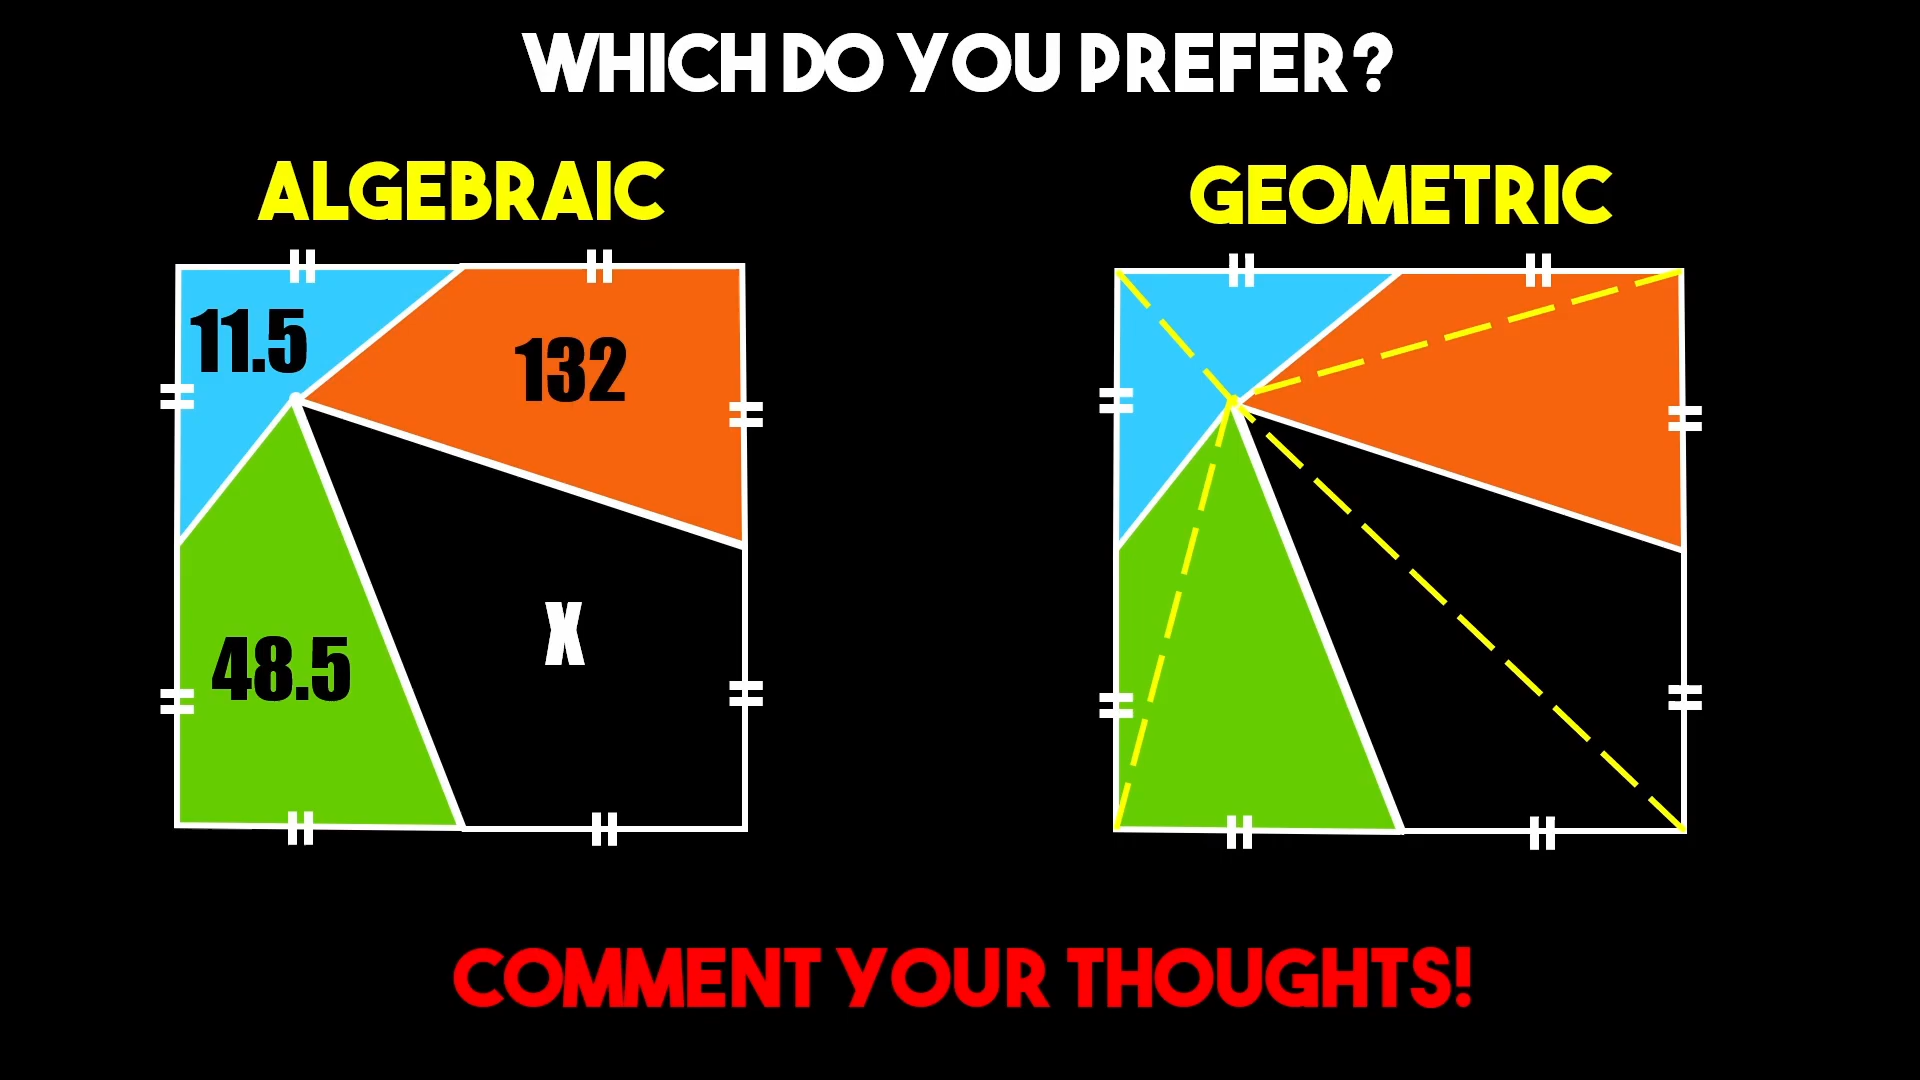 WHICH DO YOU PREFER?
ALGEBRAIC
GEOMETRIC
11.5
132
X
48.5
COMMENT YOUR THOUGHTS!